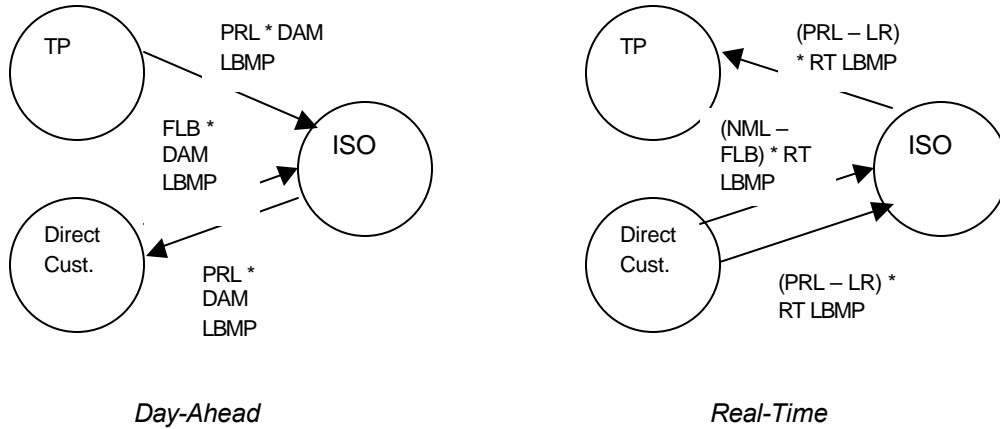 TP
PRL * DAM
LBMP
FLB *
DAM
LBMP
ISO
Direct
Cust.
PRL *
DAM
LBMP
Day-Ahead
TP
(PRL – LR)
* RT LBMP
(NML –
FLB) * RT
LBMP
ISO
Direct
Cust.
(PRL – LR) *
RT LBMP
Real-Time